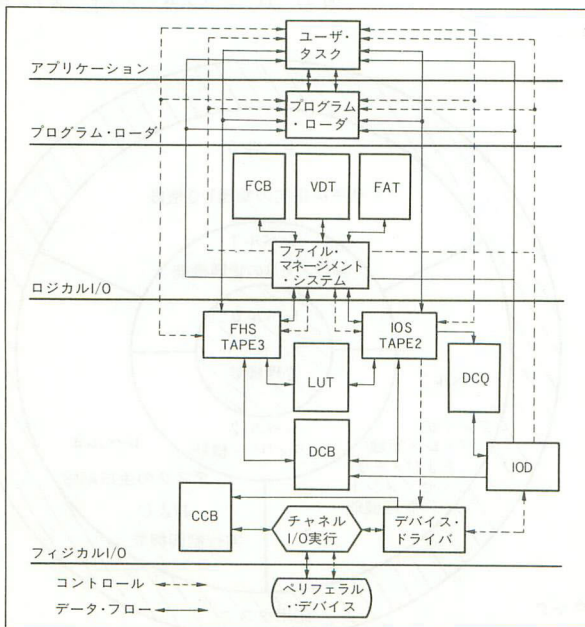 ユーザ・
タスク
アプリケーション
プログラム
・ローダ
プログラム・ローダ
FCB
VDT
FAT
ファイル・
マネージメント
・システム
ロジカルI/O
FHS
TAPE3
IOS
TAPE2
LUT
DCQ
DCB
IOD
CCB
チャネル
I/O実行
デバイス・
ドライバ
フィジカルI/O
コントロール
データ・フロー
ペリフェラル
・デバイス